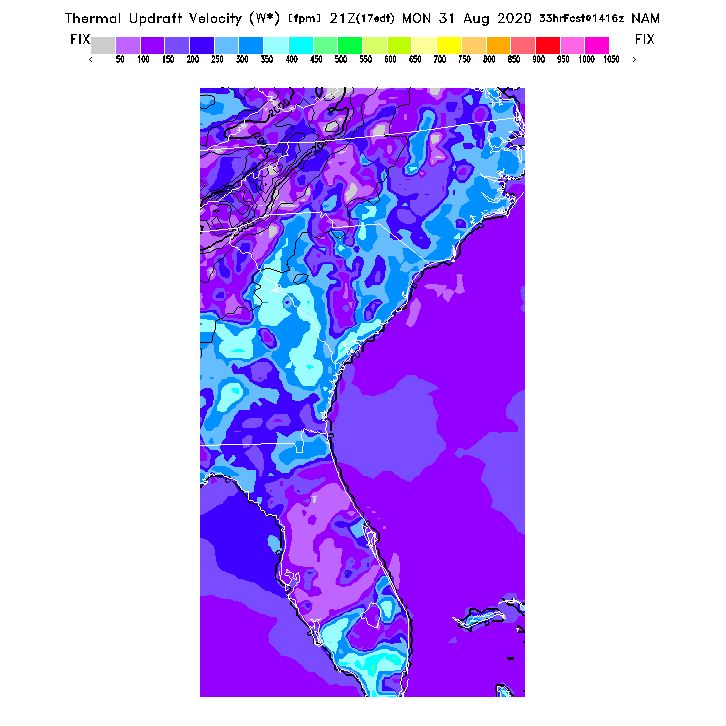 Thermal Updraft Velocity (W*) [fpm] 21Z(17edt) MON 31 Aug 2020 33hrFcst@1416z NAM
FIX FIX
< 50 100 150 200 250 300 350 400 450 500 550 600 650 700 750 800 850 900 950 1000 1050 >